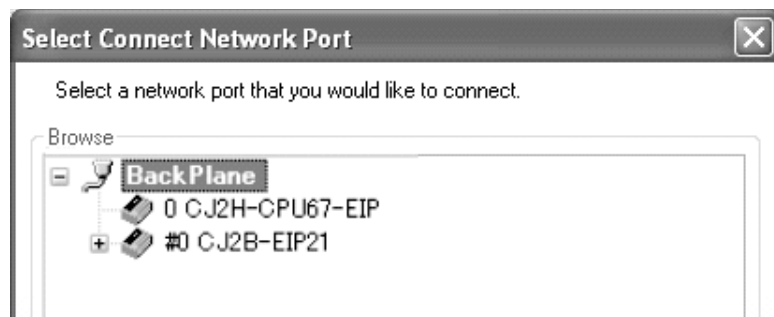 Select Connect Network Port
Select a network port that you would like to connect.
Browse
BackPlane
0 CJ2H-CPU67-EIP
#0 CJ2B-EIP21